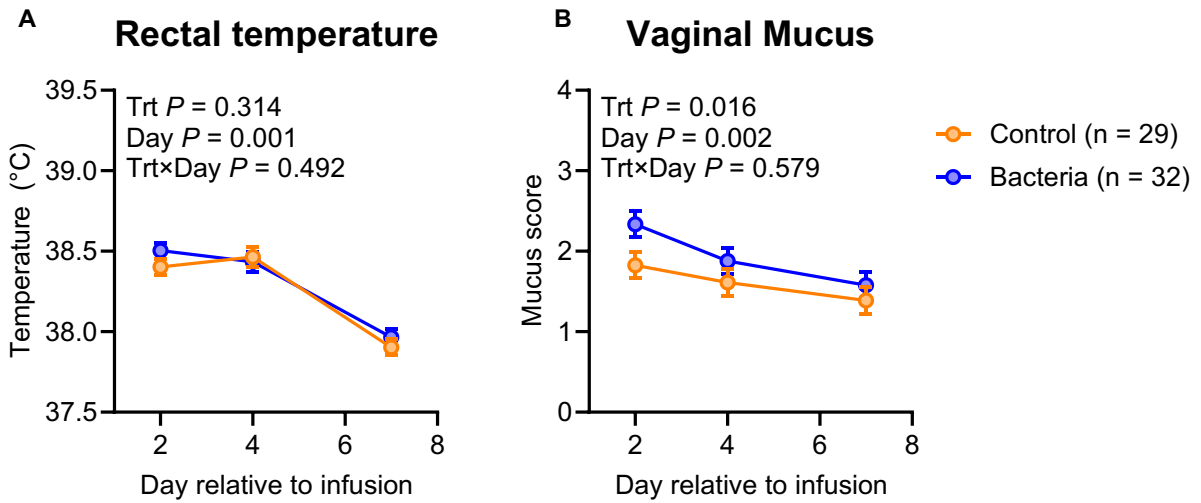 A
Rectal temperature
39.5
39.0
38.5
38.0
37.5
Temperature (°C)
Trt P = 0.314
Day P = 0.001
Trt×Day P = 0.492
2
4
6
8
Day relative to infusion
B
Vaginal Mucus
4
3
2
1
0
Mucus score
Trt P = 0.016
Day P = 0.002
Trt×Day P = 0.579
2
4
6
8
Day relative to infusion
Control (n = 29)
Bacteria (n = 32)